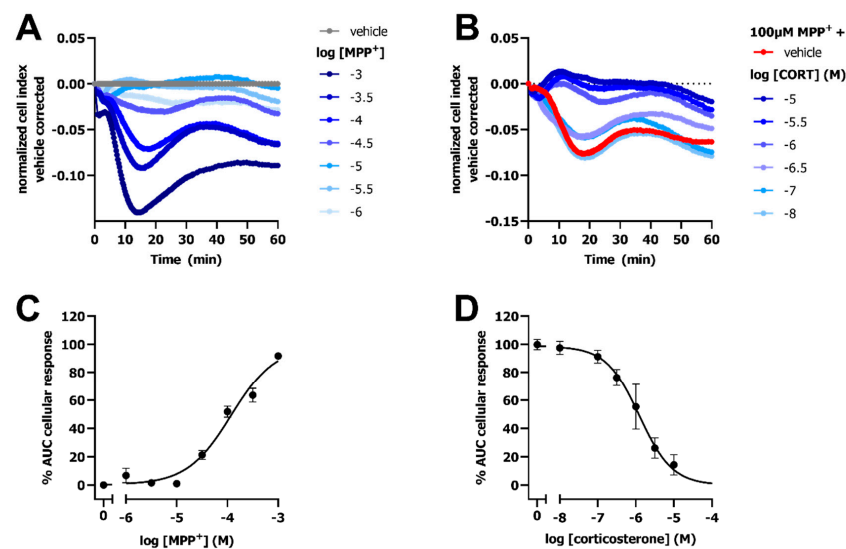 A
0.05
0.00
-0.05
-0.10
normalized cell index
vehicle corrected
0 10 20 30 40 50 60
Time (min)
vehicle
log [MPP⁺]
-3
-3.5
-4
-4.5
-5
-5.5
-6
B
0.05
0.00
-0.05
-0.10
-0.15
normalized cell index
vehicle corrected
0 10 20 30 40 50 60
Time (min)
100µM MPP⁺ +
vehicle
log [CORT] (M)
-5
-5.5
-6
-6.5
-7
-8
C
120
100
80
60
40
20
0
% AUC cellular response
0 -6 -5 -4 -3
log [MPP⁺] (M)
D
120
100
80
60
40
20
0
% AUC cellular response
0 -8 -7 -6 -5 -4
log [corticosterone] (M)